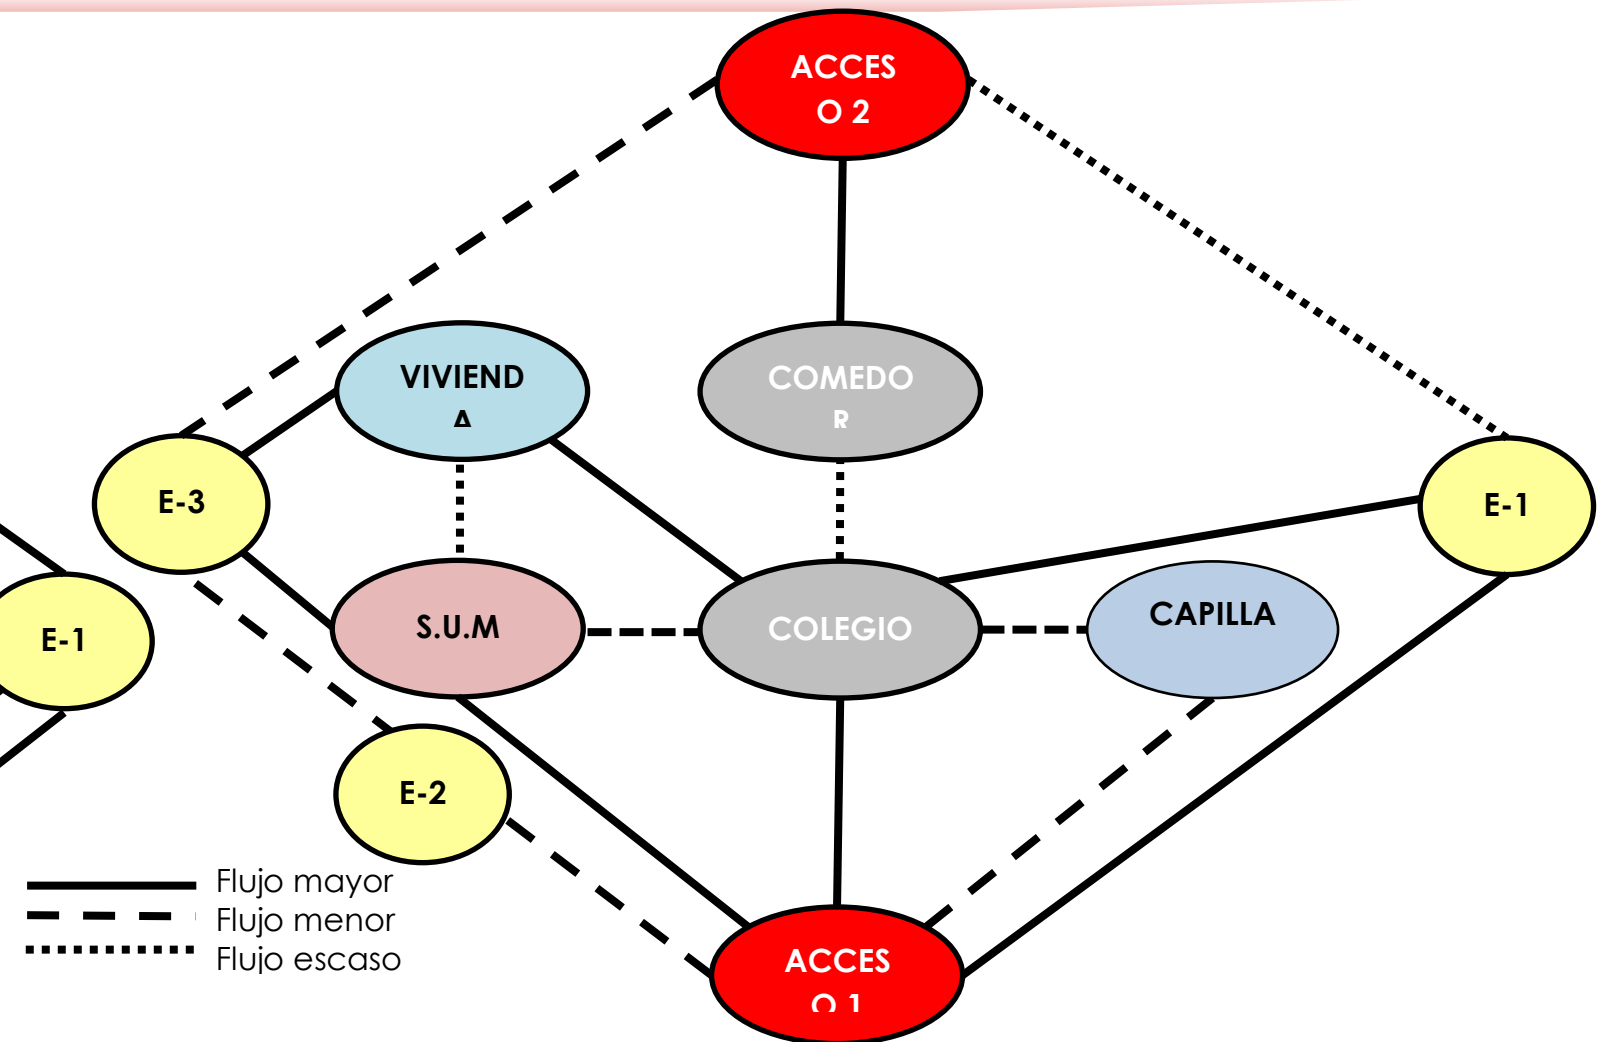 ACCES
O 2
VIVIEND
A
COMEDO
R
E-3
E-1
E-1
S.U.M
COLEGIO
CAPILLA
E-2
Flujo mayor
Flujo menor
Flujo escaso
ACCES
O 1